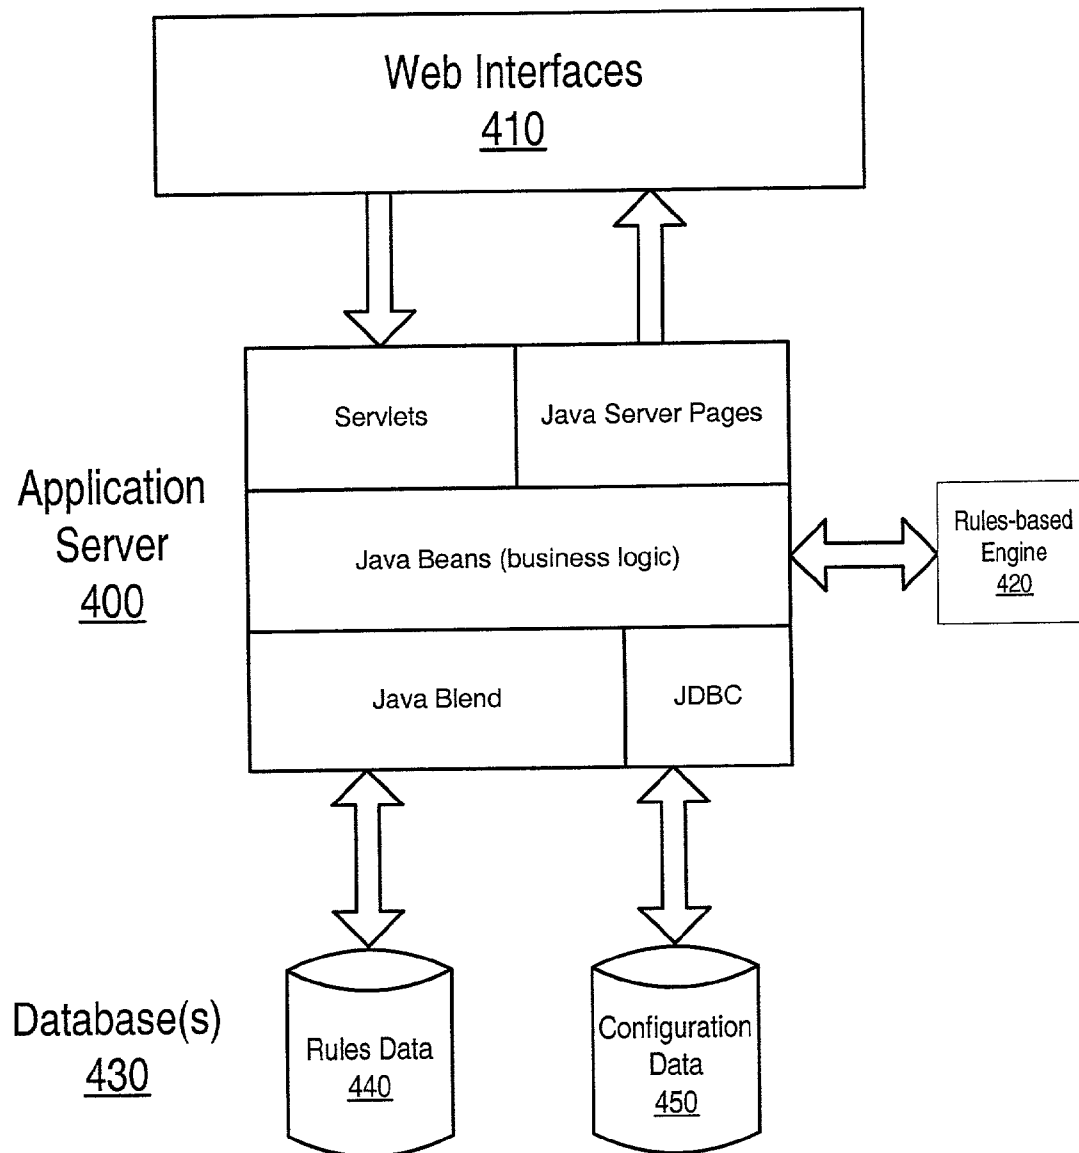 Web Interfaces
410
Servlets
Java Server Pages
Application
Server
400
Java Beans (business logic)
Rules-based
Engine
420
Java Blend
JDBC
Database(s)
430
Rules Data
440
Configuration
Data
450